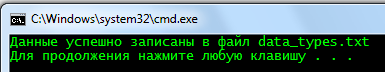 C:\Windows\system32\cmd.exe
Данные успешно записаны в файл data_types.txt
Для продолжения нажмите любую клавишу . . .